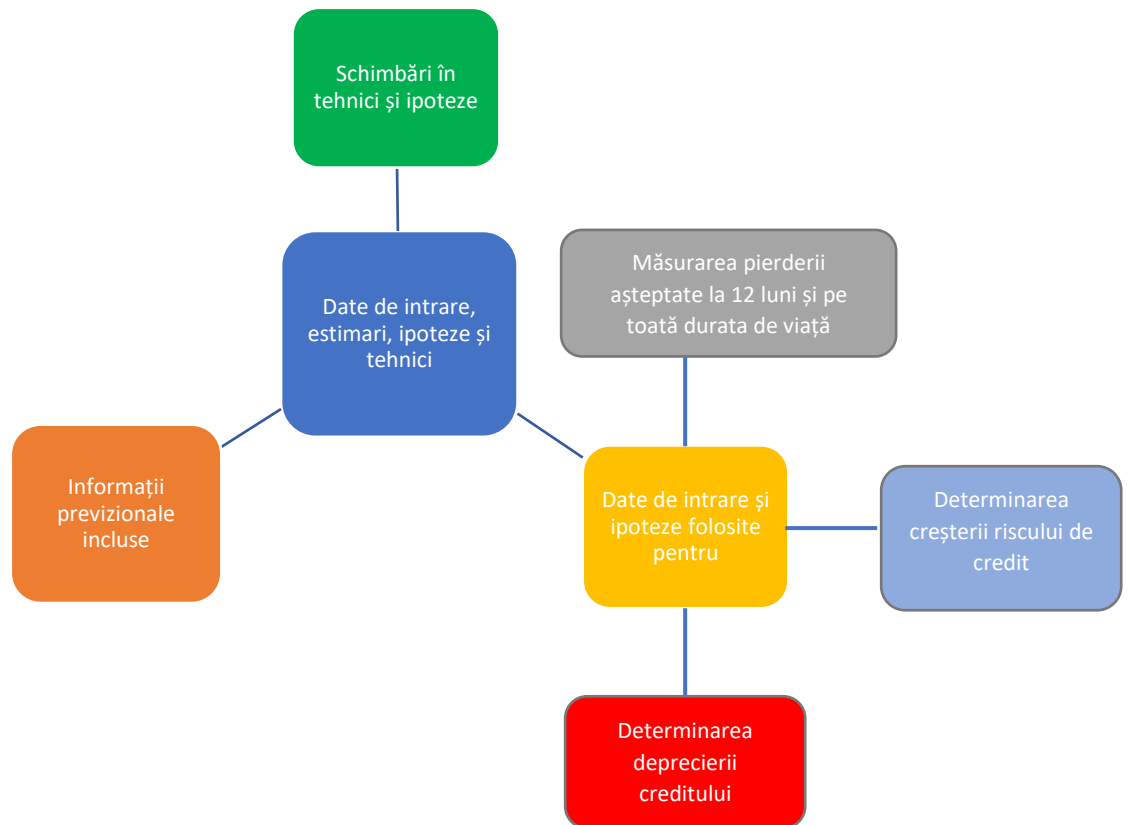 Schimbări în
tehnici și ipoteze
Măsurarea pierderii
așteptate la 12 luni și pe
toată durata de viață
Date de intrare,
estimari, ipoteze și
tehnici
Informații
previzionale
incluse
Date de intrare și
ipoteze folosite
pentru
Determinarea
creșterii riscului de
credit
Determinarea
deprecierii
creditului